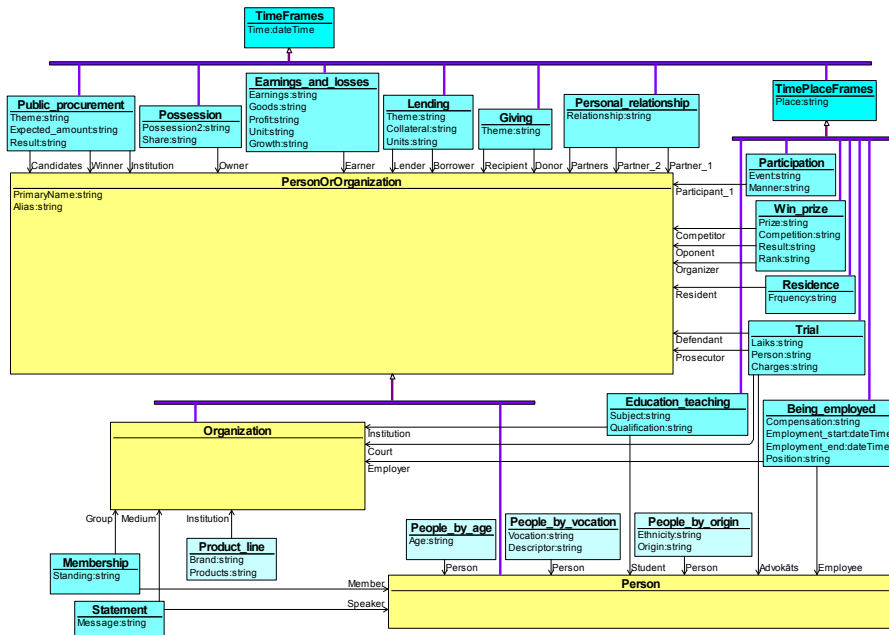 TimeFrames
Time:dateTime
Public_procurement
Theme:string
Expected_amount:string
Result:string
Possession
Possession2:string
Share:string
Earnings_and_losses
Earnings:string
Goods:string
Profit:string
Unit:string
Growth:string
Lending
Theme:string
Collateral:string
Units:string
Giving
Theme:string
Personal_relationship
Relationship:string
TimePlaceFrames
Place:string
Candidates
Winner
Institution
Owner
Earner
Lender
Borrower
Recipient
Donor
Partners
Partner_2
Partner_1
PersonOrOrganization
PrimaryName:string
Alias:string
Participation
Event:string
Manner:string
Participant_1
Win_prize
Prize:string
Competition:string
Result:string
Rank:string
Competitor
Oponent
Organizer
Residence
Frquency:string
Resident
Trial
Laiks:string
Person:string
Charges:string
Defendant
Prosecutor
Education_teaching
Subject:string
Qualification:string
Being_employed
Compensation:string
Employment_start:dateTime
Employment_end:dateTime
Position:string
Organization
Institution
Court
Employer
Group
Medium
Institution
Product_line
Brand:string
Products:string
People_by_age
Age:string
People_by_vocation
Vocation:string
Descriptor:string
People_by_origin
Ethnicity:string
Origin:string
Membership
Standing:string
Person
Person
Student
Person
Advokāts
Employee
Member
Person
Statement
Message:string
Speaker